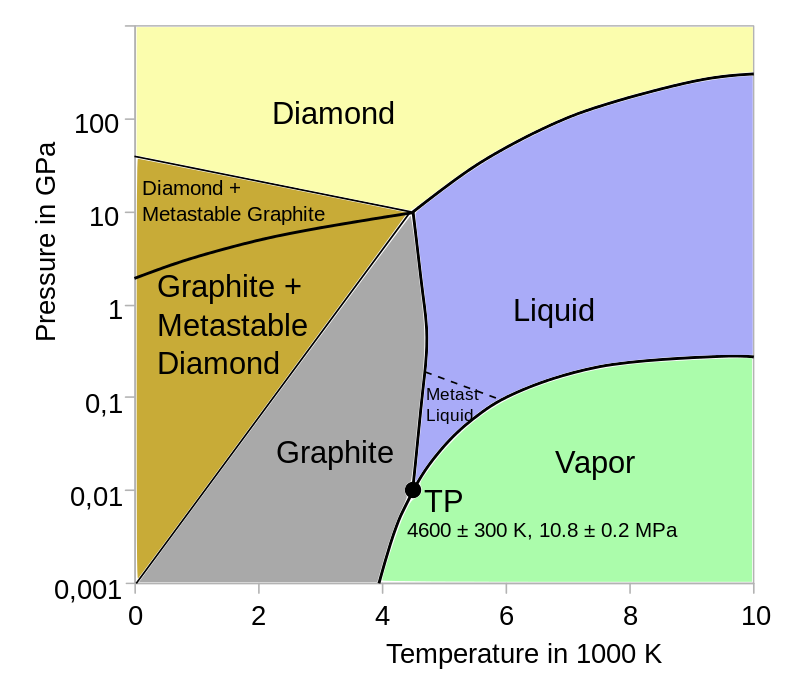 Diamond
100
Diamond +
Metastable Graphite
10
Graphite +
Metastable
Diamond
Pressure in GPa
1
Liquid
0,1
Metast
Liquid
Graphite
Vapor
0,01
TP
4600 ± 300 K, 10.8 ± 0.2 MPa
0,001
0 2 4 6 8 10
Temperature in 1000 K